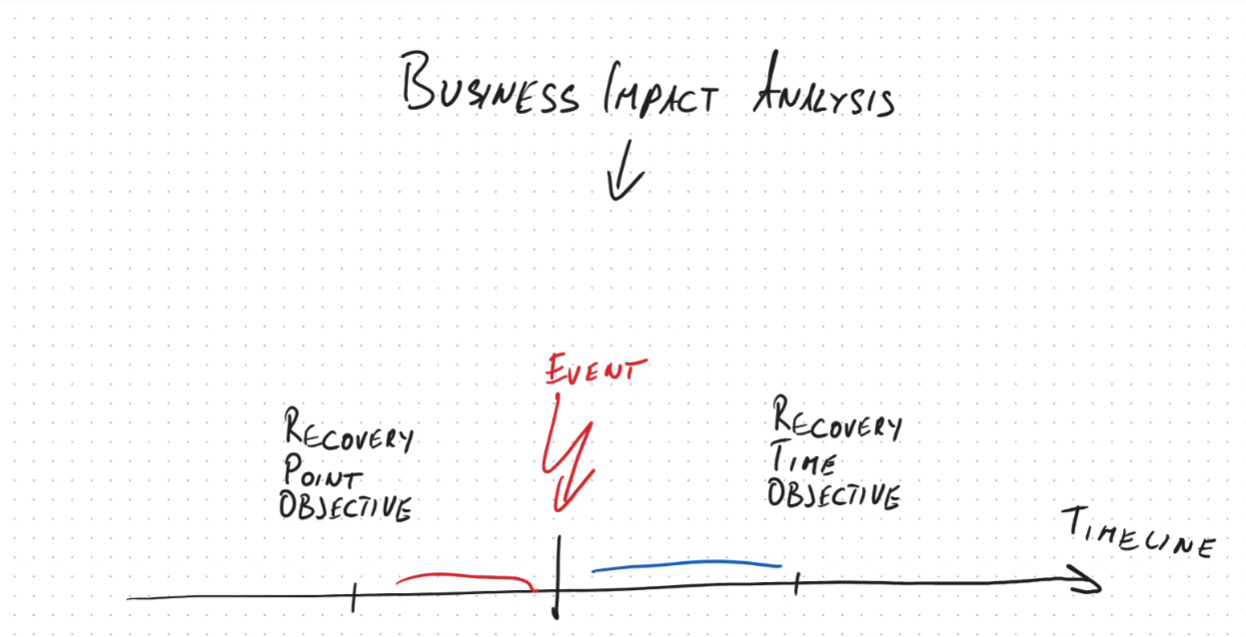 BUSINESS IMPACT ANALYSIS
EVENT
RECOVERY
POINT
OBJECTIVE
RECOVERY
TIME
OBJECTIVE
TIMELINE